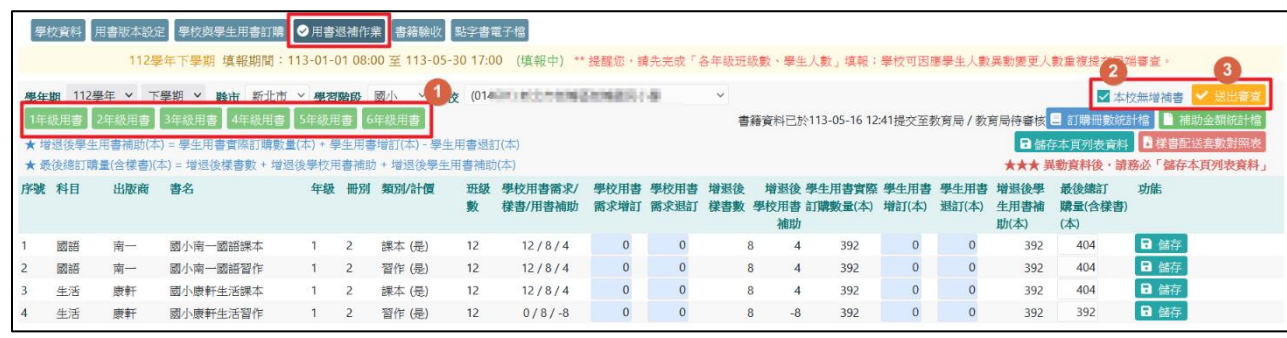 學校資料 用書版本設定 學校與學生用書訂購 用書退補作業 書籍驗收 點字書電子檔
112學年下學期 填報期間：113-01-01 08:00 至 113-05-30 17:00 (填報中) ** 提醒您，請先完成「各年級班級數、學生人數」填報；學校可因應學生人數異動變更人數重複提 審查。
2 3
學年期 112學年 下學期 縣市 新北市 學習階段 國小 1 校 (014 本校無增補書 送出審查
1年級用書 2年級用書 3年級用書 4年級用書 5年級用書 6年級用書 書籍資料已於113-05-16 12:41提交至教育局 / 教育局待審核 訂購冊數統計檔 補助金額統計檔
★ 增退後學生用書補助(本) = 學生用書實際訂購數量(本) + 學生用書增訂(本) - 學生用書退訂(本) 儲存本頁列表資料 樣書配送套數對照表
★ 最後總訂購量(含樣書)(本) = 增退後樣書數 + 增退後學校用書補助 + 增退後學生用書補助(本) ★★★ 異動資料後，請務必「儲存本頁列表資料」
序號 科目 出版商 書名 年級 冊別 類別/計價 班級數 學校用書需求/樣書/用書補助 學校用書需求增訂 學校用書需求退訂 增退後樣書數 增退後學校用書補助 學生用書實際訂購數量(本) 學生用書增訂(本) 學生用書退訂(本) 增退後學生用書補助(本) 最後總訂購量(含樣書)(本) 功能
1 國語 南一 國小南一國語課本 1 2 課本 (是) 12 12 / 8 / 4 0 0 8 4 392 0 0 392 404 儲存
2 國語 南一 國小南一國語習作 1 2 習作 (是) 12 12 / 8 / 4 0 0 8 4 392 0 0 392 404 儲存
3 生活 康軒 國小康軒生活課本 1 2 課本 (是) 12 12 / 8 / 4 0 0 8 4 392 0 0 392 404 儲存
4 生活 康軒 國小康軒生活習作 1 2 習作 (是) 12 0 / 8 / -8 0 0 8 -8 392 0 0 392 392 儲存